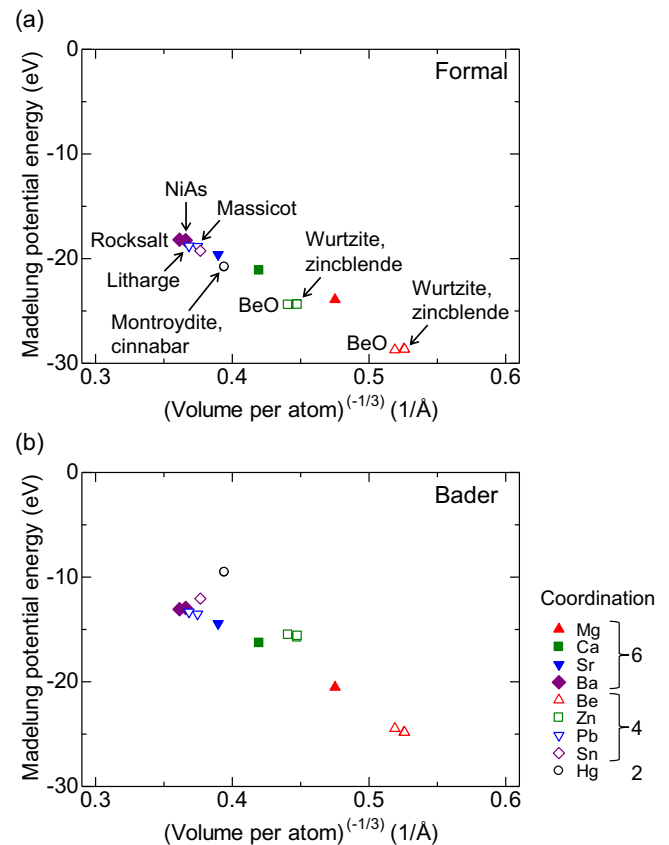 (a)
0
-10
-20
-30
Madelung potential energy (eV)
Formal
NiAs
Massicot
Rocksalt
Litharge
Montroydite,
cinnabar
Wurtzite,
zincblende
BeO
Wurtzite,
zincblende
BeO
0.3 0.4 0.5 0.6
(Volume per atom)^(-1/3) (1/Å)
(b)
0
-10
-20
-30
Madelung potential energy (eV)
Bader
0.3 0.4 0.5 0.6
(Volume per atom)^(-1/3) (1/Å)
Coordination
Mg
Ca
Sr
Ba
6
Be
Zn
Pb
Sn
4
Hg 2